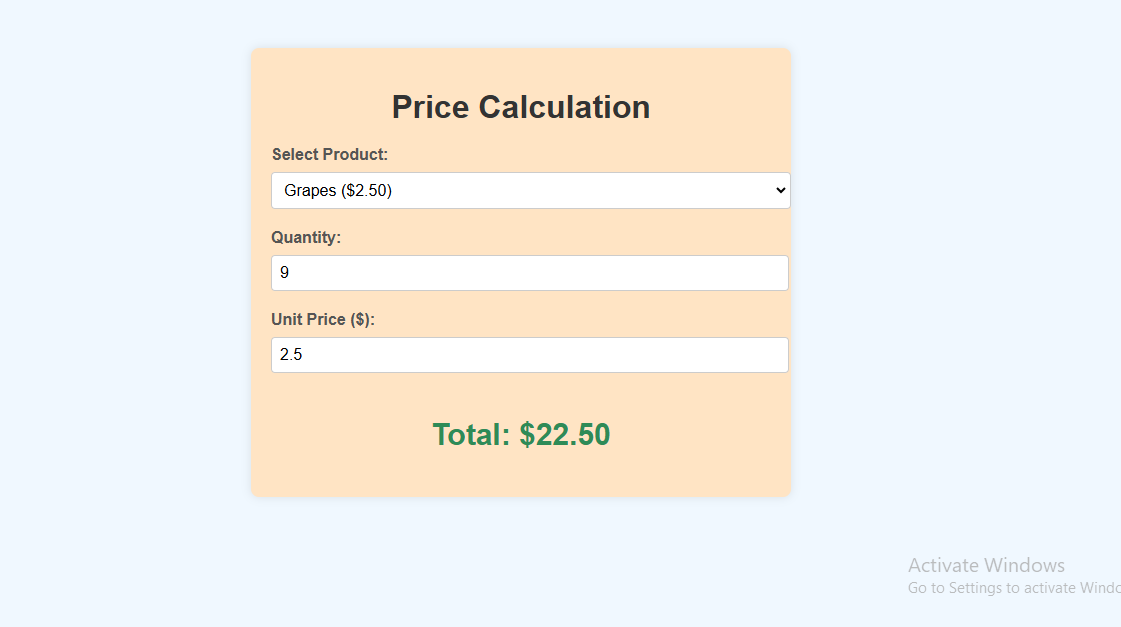 Price Calculation
Select Product:
Grapes ($2.50)
Quantity:
9
Unit Price ($):
2.5
Total: $22.50
Activate Windows
Go to Settings to activate Windo